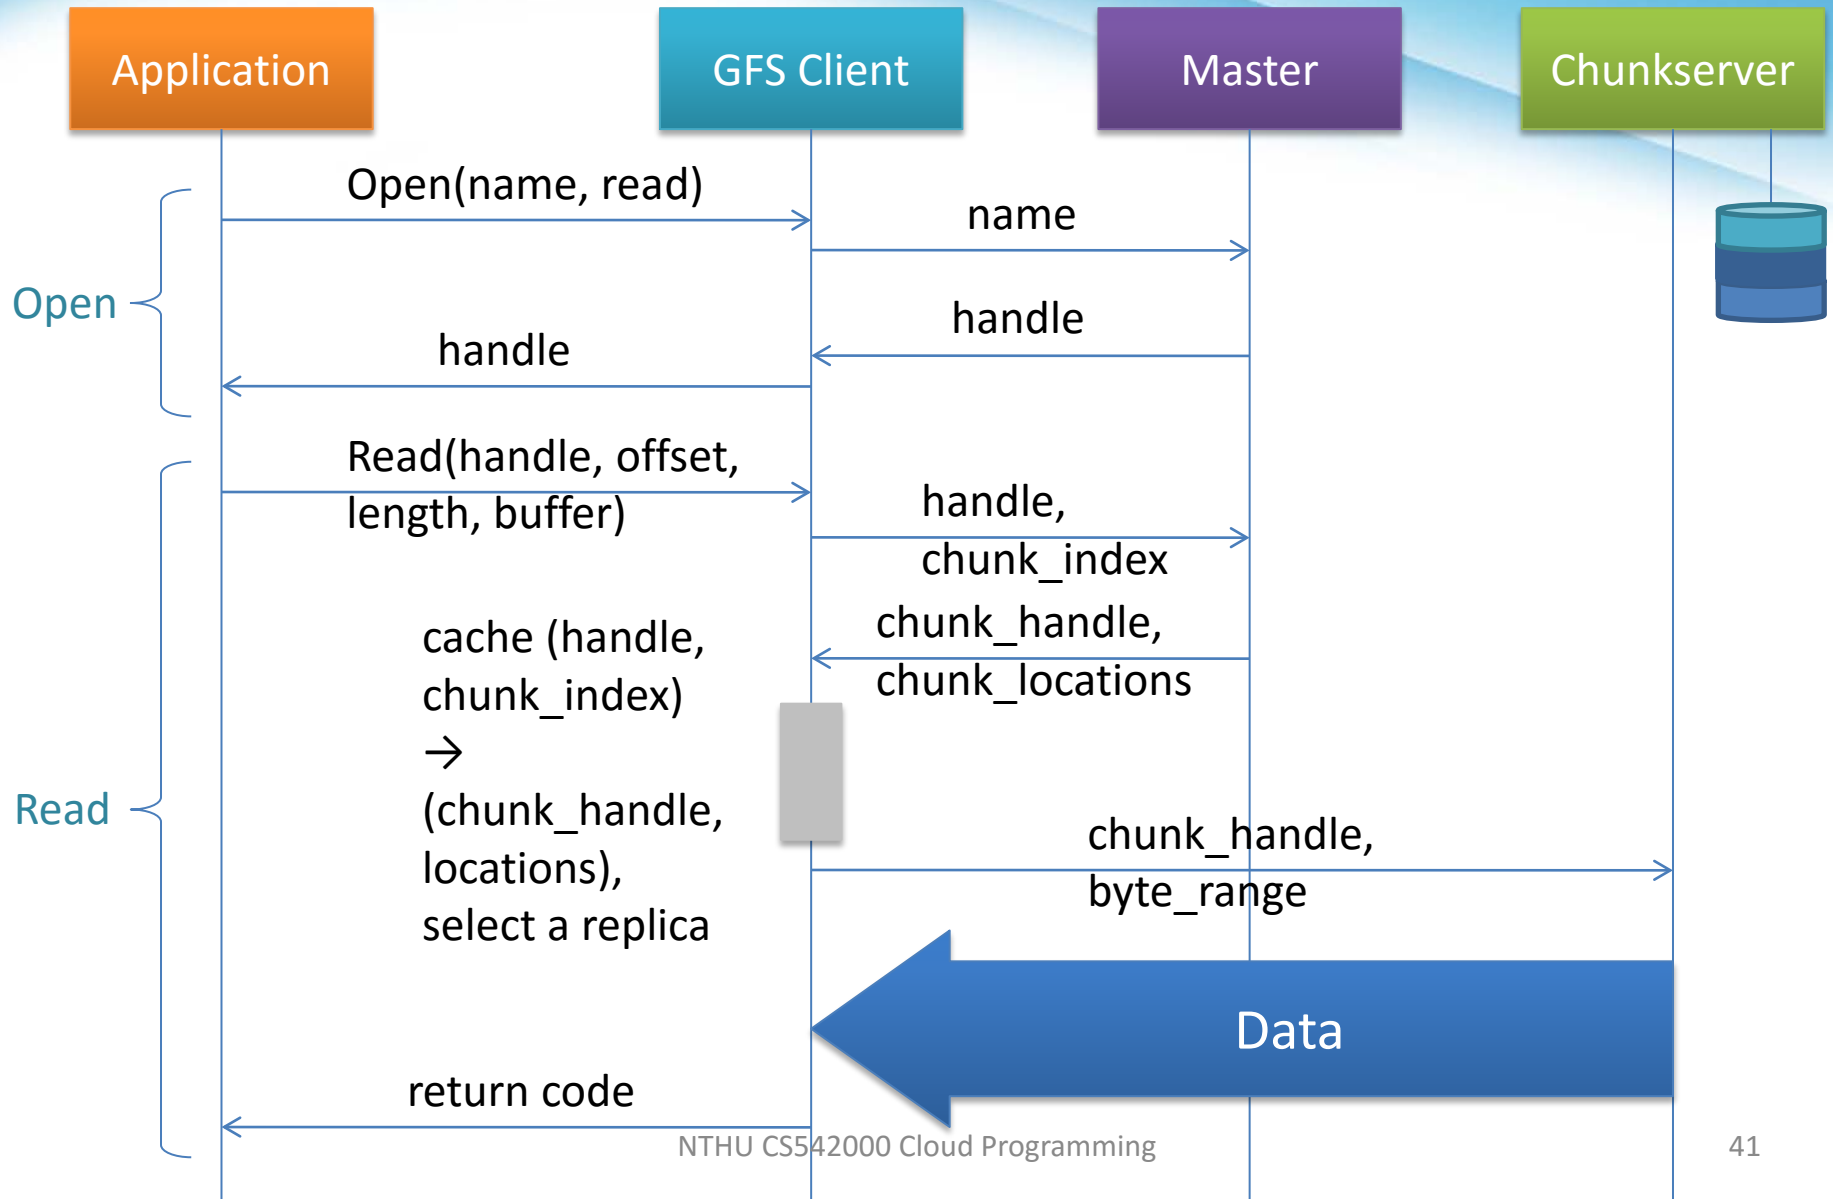 Application
GFS Client
Master
Chunkserver
Open(name, read)
name
Open
handle
handle
Read(handle, offset,
length, buffer)
handle,
chunk_index
chunk_handle,
chunk_locations
cache (handle,
chunk_index)
→
(chunk_handle,
locations),
select a replica
Read
chunk_handle,
byte_range
Data
return code
NTHU CS542000 Cloud Programming
41